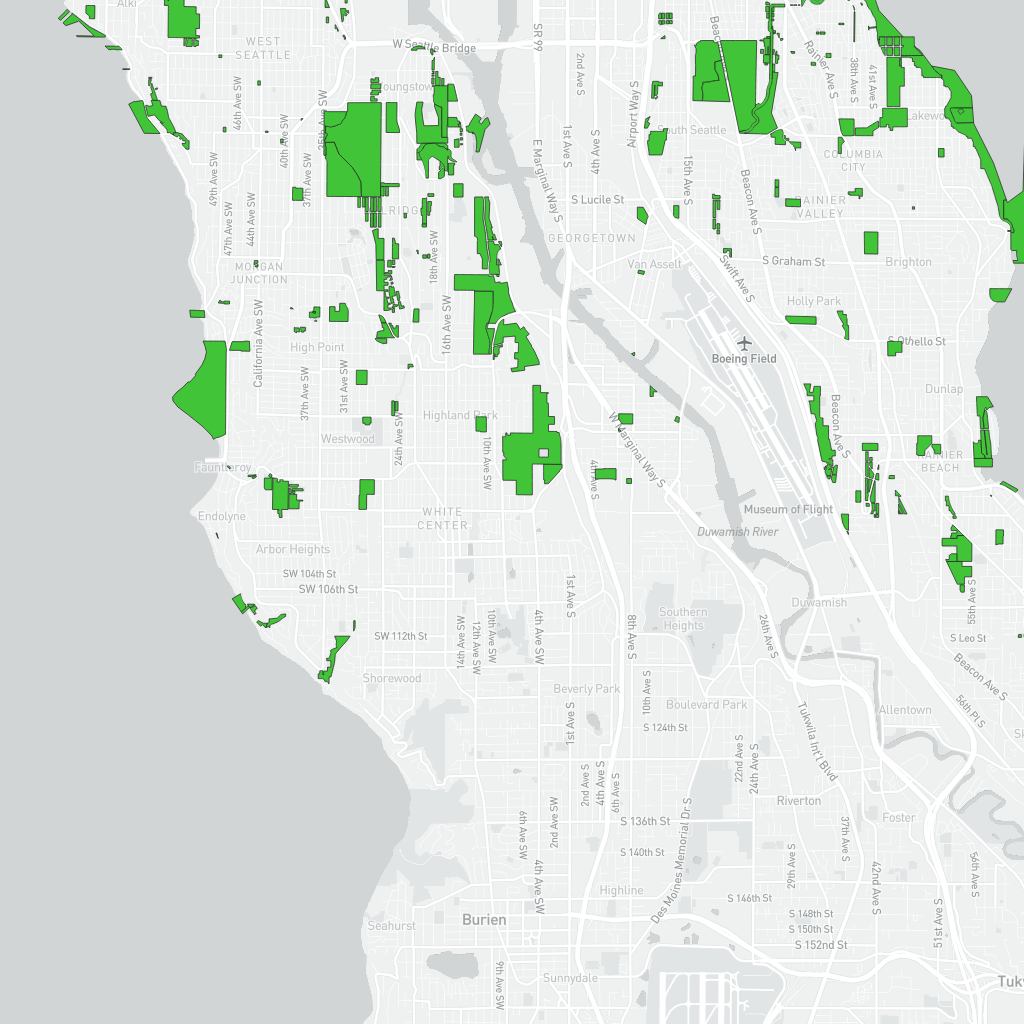 Alki
WEST
SEATTLE
W Seattle Bridge
SR 99
2nd Ave S
Rainier Ave S
38th Ave S
41st Ave S
46th Ave SW
40th Ave SW
37th Ave SW
Airport Way S
South Seattle
1st Ave S
4th Ave S
15th Ave S
COLUMBIA
CITY
49th Ave SW
E Marginal Way S
S Lucile St
Beacon Ave S
VALLEY
44th Ave SW
47th Ave SW
GEORGETOWN
18th Ave SW
Van Asselt
Swift Ave S
S Graham St
Brighton
MORGAN
JUNCTION
Holly Park
California Ave SW
16th Ave SW
High Point
S Othello St
Boeing Field
37th Ave SW
31st Ave SW
Dunlap
Highland Park
24th Ave SW
Beacon Ave S
W Marginal Way S
Westwood
10th Ave SW
Fauntleroy
4th Ave S
BEACH
Endolyne
WHITE
CENTER
Museum of Flight
Duwamish River
Arbor Heights
SW 104th St
SW 106th St
1st Ave S
Southern
Heights
Duwamish
55th Ave S
SW 112th St
14th Ave SW
12th Ave SW
10th Ave SW
4th Ave SW
8th Ave S
26th Ave S
S Leo St
Beacon Ave S
Shorewood
Beverly Park
10th Ave S
Boulevard Park
Allentown
56th Pl S
1st Ave S
S 124th St
Tukwila Int'l Blvd
22nd Ave S
24th Ave S
2nd Ave S
4th Ave S
6th Ave S
Riverton
Foster
6th Ave SW
2nd Ave SW
S 136th St
Des Moines Memorial Dr S
37th Ave S
S 140th St
29th Ave S
42nd Ave S
56th Ave S
4th Ave SW
Highline
S 146th St
Burien
S 148th St
S 150th St
S 152nd St
51st Ave S
Seahurst
9th Ave SW
Sunnydale